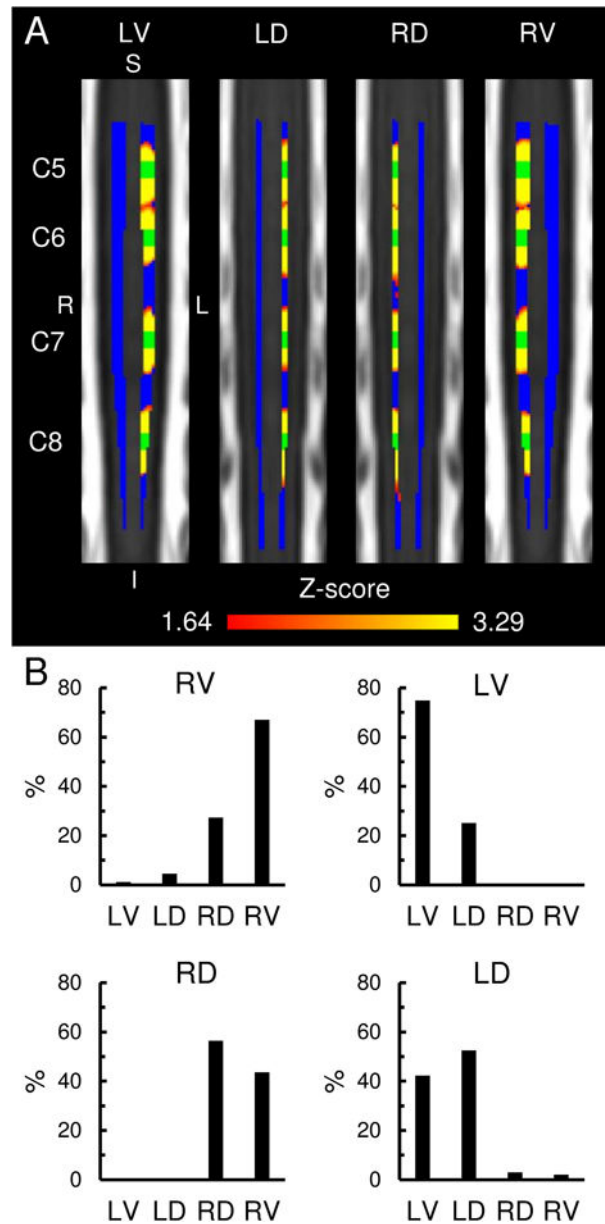 A
LV LD RD RV
S
C5
C6
R L
C7
C8
I
Z-score
1.64 3.29
B
RV LV
80 80
60 60
% %
40 40
20 20
0 0
LV LD RD RV LV LD RD RV
RD LD
80 80
60 60
% %
40 40
20 20
0 0
LV LD RD RV LV LD RD RV